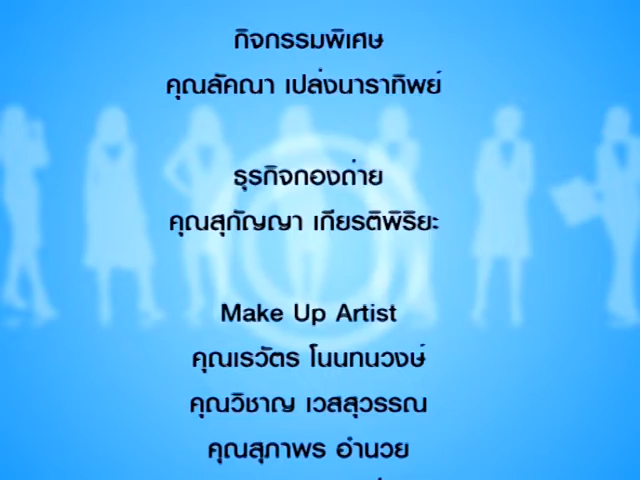 กิจกรรมพิเศษ
คุณลัคณา เปล่งนาราทิพย์
ธุรกิจกองถ่าย
คุณสุกัญญา เกียรติพิริยะ
Make Up Artist
คุณเรวัตร โนนทนวงษ์
คุณวิชาญ เวสสุวรรณ
คุณสุภาพร อำนวย